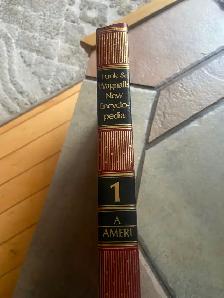 Funk &
Wagnalls
New
Encyclo-
pedia
1
A
AMERI